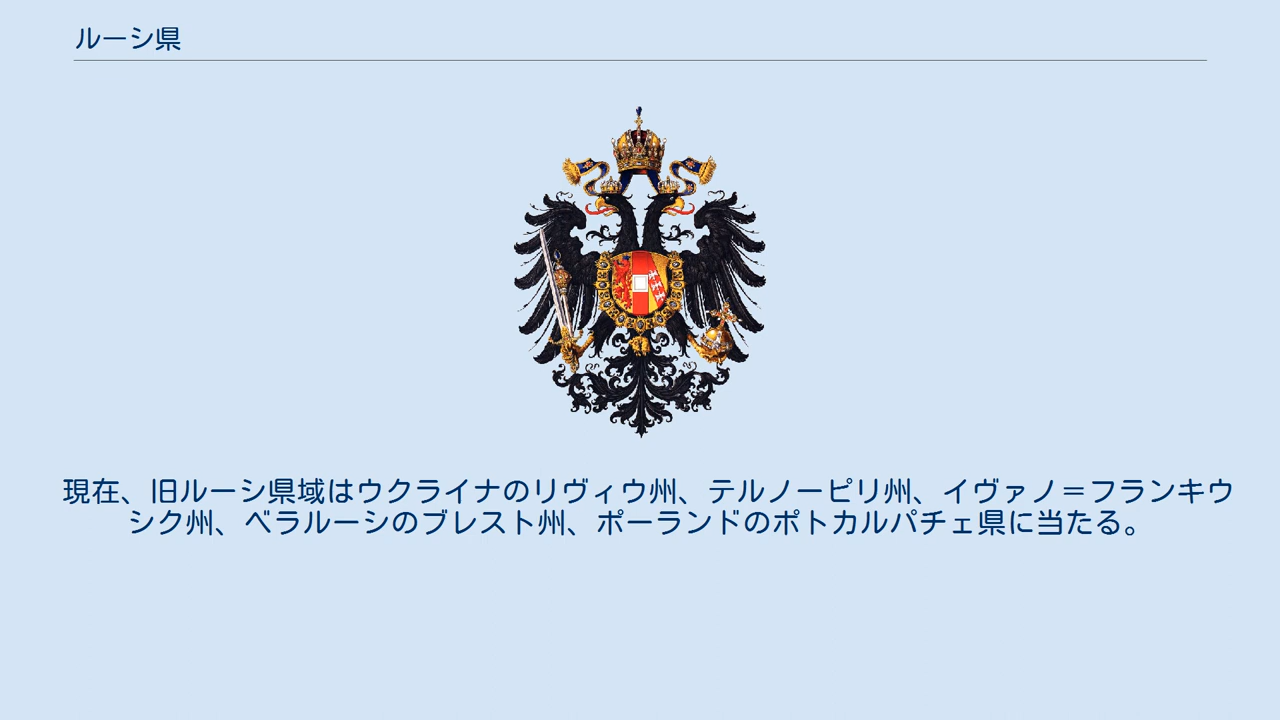 ルーシ県
現在、旧ルーシ県域はウクライナのリヴィウ州、テルノーピリ州、イヴァノ＝フランキウ
シク州、ベラルーシのブレスト州、ポーランドのポトカルパチェ県に当たる。